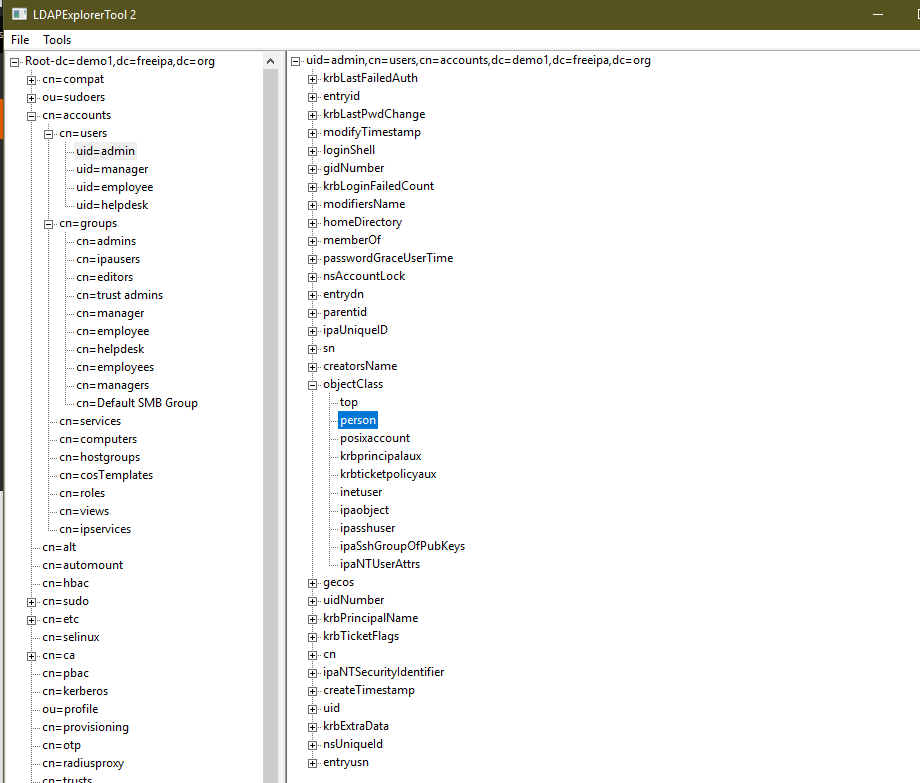 LDAPExplorerTool 2
File Tools
Root-dc=demo1,dc=freeipa,dc=org
cn=compat
ou=sudoers
cn=accounts
cn=users
uid=admin
uid=manager
uid=employee
uid=helpdesk
cn=groups
cn=admins
cn=ipausers
cn=editors
cn=trust admins
cn=manager
cn=employee
cn=helpdesk
cn=employees
cn=managers
cn=Default SMB Group
cn=services
cn=computers
cn=hostgroups
cn=cosTemplates
cn=roles
cn=views
cn=ipservices
cn=alt
cn=automount
cn=hbac
cn=sudo
cn=etc
cn=selinux
cn=ca
cn=pbac
cn=kerberos
ou=profile
cn=provisioning
cn=otp
cn=radiusproxy
cn=trusts
uid=admin,cn=users,cn=accounts,dc=demo1,dc=freeipa,dc=org
krbLastFailedAuth
entryid
krbLastPwdChange
modifyTimestamp
loginShell
gidNumber
krbLoginFailedCount
modifiersName
homeDirectory
memberOf
passwordGraceUserTime
nsAccountLock
entrydn
parentid
ipaUniqueID
sn
creatorsName
objectClass
top
person
posixaccount
krbprincipalaux
krbticketpolicyaux
inetuser
ipaobject
ipasshuser
ipaSshGroupOfPubKeys
ipaNTUserAttrs
gecos
uidNumber
krbPrincipalName
krbTicketFlags
cn
ipaNTSecurityIdentifier
createTimestamp
uid
krbExtraData
nsUniqueId
entryusn